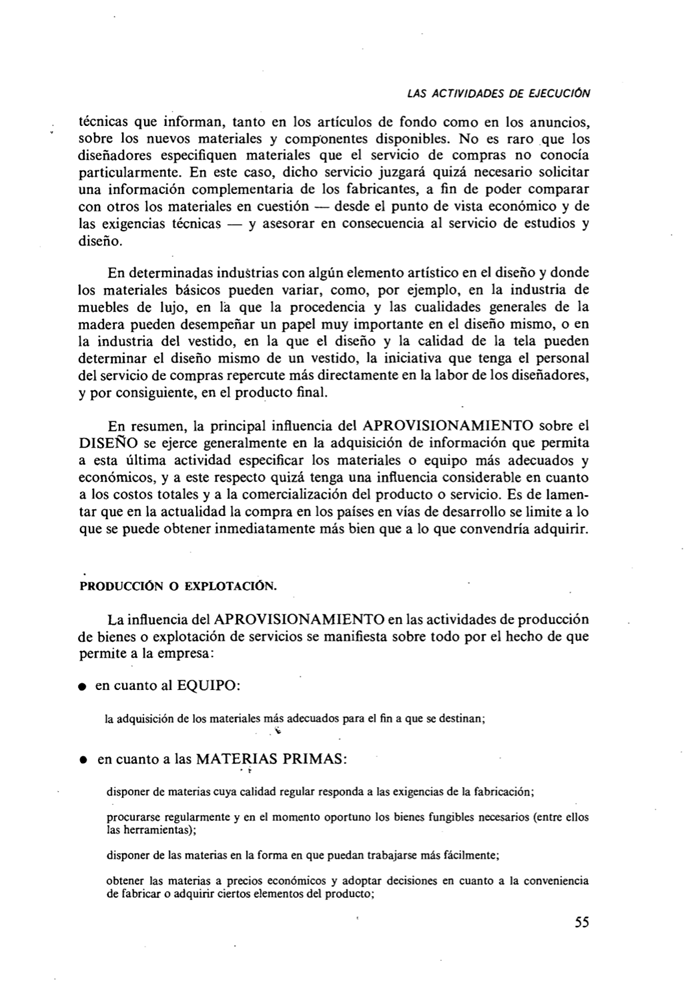 LAS ACTIVIDADES DE EJECUCIÓN
técnicas que informan, tanto en los artículos de fondo como en los anuncios,
sobre los nuevos materiales y componentes disponibles. No es raro que los
diseñadores especifiquen materiales que el servicio de compras no conocía
particularmente. En este caso, dicho servicio juzgará quizá necesario solicitar
una información complementaria de los fabricantes, a fin de poder comparar
con otros los materiales en cuestión — desde el punto de vista económico y de
las exigencias técnicas — y asesorar en consecuencia al servicio de estudios y
diseño.
En determinadas industrias con algún elemento artístico en el diseño y donde
los materiales básicos pueden variar, como, por ejemplo, en la industria de
muebles de lujo, en la que la procedencia y las cualidades generales de la
madera pueden desempeñar un papel muy importante en el diseño mismo, o en
la industria del vestido, en la que el diseño y la calidad de la tela pueden
determinar el diseño mismo de un vestido, la iniciativa que tenga el personal
del servicio de compras repercute más directamente en la labor de los diseñadores,
y por consiguiente, en el producto final.
En resumen, la principal influencia del APROVISIONAMIENTO sobre el
DISEÑO se ejerce generalmente en la adquisición de información que permita
a esta última actividad especificar los materiales o equipo más adecuados y
económicos, y a este respecto quizá tenga una influencia considerable en cuanto
a los costos totales y a la comercialización del producto o servicio. Es de lamen-
tar que en la actualidad la compra en los países en vías de desarrollo se limite a lo
que se puede obtener inmediatamente más bien que a lo que convendría adquirir.
PRODUCCIÓN O EXPLOTACIÓN.
La influencia del APROVISIONAMIENTO en las actividades de producción
de bienes o explotación de servicios se manifiesta sobre todo por el hecho de que
permite a la empresa:
● en cuanto al EQUIPO:
la adquisición de los materiales más adecuados para el fin a que se destinan;
● en cuanto a las MATERIAS PRIMAS:
disponer de materias cuya calidad regular responda a las exigencias de la fabricación;
procurarse regularmente y en el momento oportuno los bienes fungibles necesarios (entre ellos
las herramientas);
disponer de las materias en la forma en que puedan trabajarse más fácilmente;
obtener las materias a precios económicos y adoptar decisiones en cuanto a la conveniencia
de fabricar o adquirir ciertos elementos del producto;
55